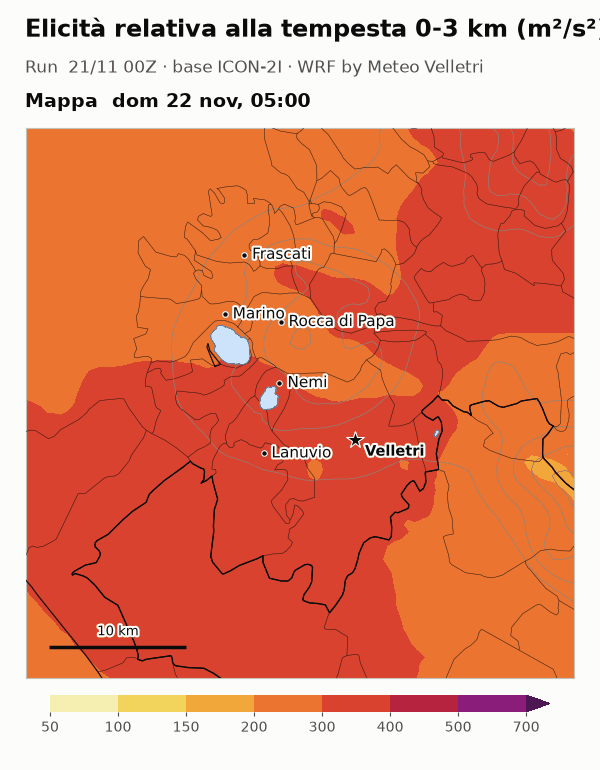 Elicità relativa alla tempesta 0-3 km (m²/s²)
Run 21/11 00Z · base ICON-2I · WRF by Meteo Velletri
Mappa dom 22 nov, 05:00
Frascati
Marino
Rocca di Papa
Nemi
Velletri
Lanuvio
10 km
50 100 150 200 300 400 500 700